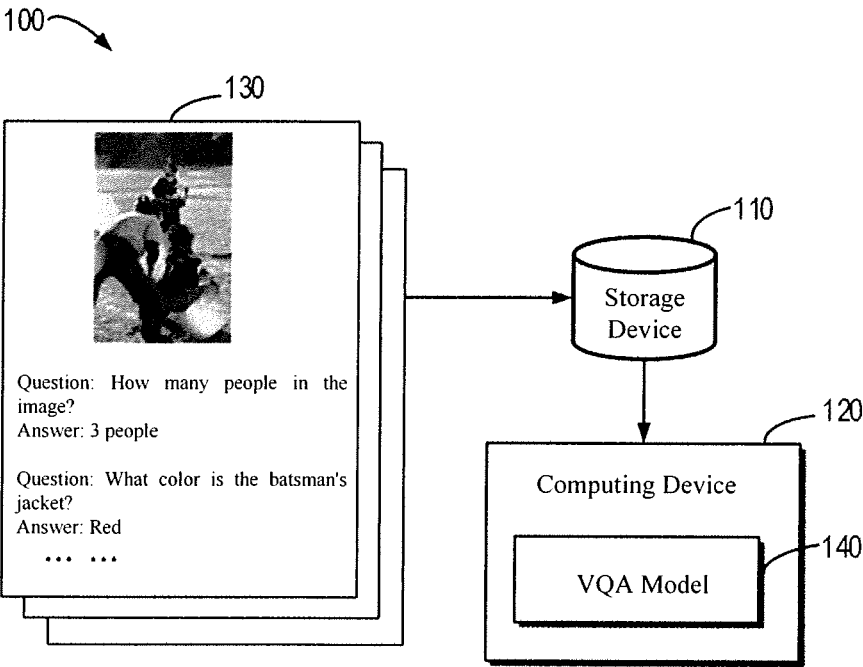 100
130
Question: How many people in the
image?
Answer: 3 people
Question: What color is the batsman's
jacket?
Answer: Red
... ...
110
Storage
Device
120
Computing Device
140
VQA Model